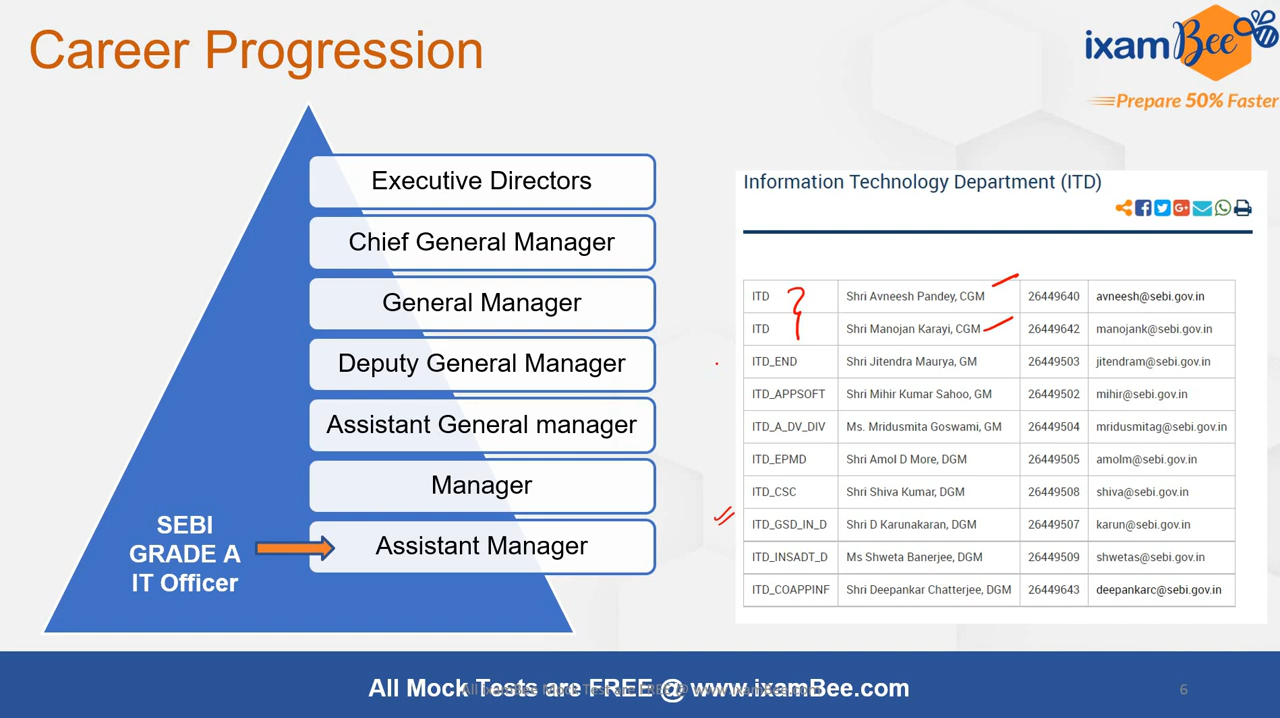 Career Progression
ixamBee
Prepare 50% Faster
Executive Directors
Chief General Manager
General Manager
Deputy General Manager
Assistant General manager
Manager
Assistant Manager
SEBI
GRADE A
IT Officer
Information Technology Department (ITD)
ITD Shri Avneesh Pandey, CGM 26449640 avneesh@sebi.gov.in
ITD Shri Manojan Karayi, CGM 26449642 manojank@sebi.gov.in
ITD_END Shri Jitendra Maurya, GM 26449503 jitendram@sebi.gov.in
ITD_APPSOFT Shri Mihir Kumar Sahoo, GM 26449502 mihir@sebi.gov.in
ITD_A_DV_DIV Ms. Mridusmita Goswami, GM 26449504 mridusmitag@sebi.gov.in
ITD_EPMD Shri Amol D More, DGM 26449505 amolm@sebi.gov.in
ITD_CSC Shri Shiva Kumar, DGM 26449508 shiva@sebi.gov.in
ITD_GSD_IN_D Shri D Karunakaran, DGM 26449507 karun@sebi.gov.in
ITD_INSADT_D Ms Shweta Banerjee, DGM 26449509 shwetas@sebi.gov.in
ITD_COAPPINF Shri Deepankar Chatterjee, DGM 26449643 deepankarc@sebi.gov.in
All Mock Tests are FREE @ www.ixamBee.com
6